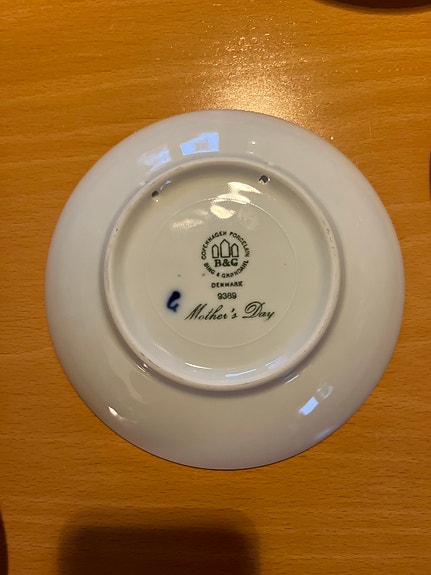 COPENHAGEN PORCELAIN
B&G
BING & GRØNDAHL
DENMARK
9389
Mother's Day